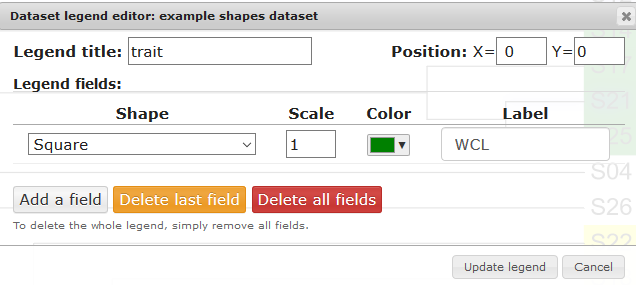 Dataset legend editor: example shapes dataset
Legend title: trait Position: X= 0 Y= 0
Legend fields:
S21
Shape Scale Color Label
Square 1 WCL
S04
Add a field Delete last field Delete all fields
S26
To delete the whole legend, simply remove all fields.
S22
Update legend Cancel